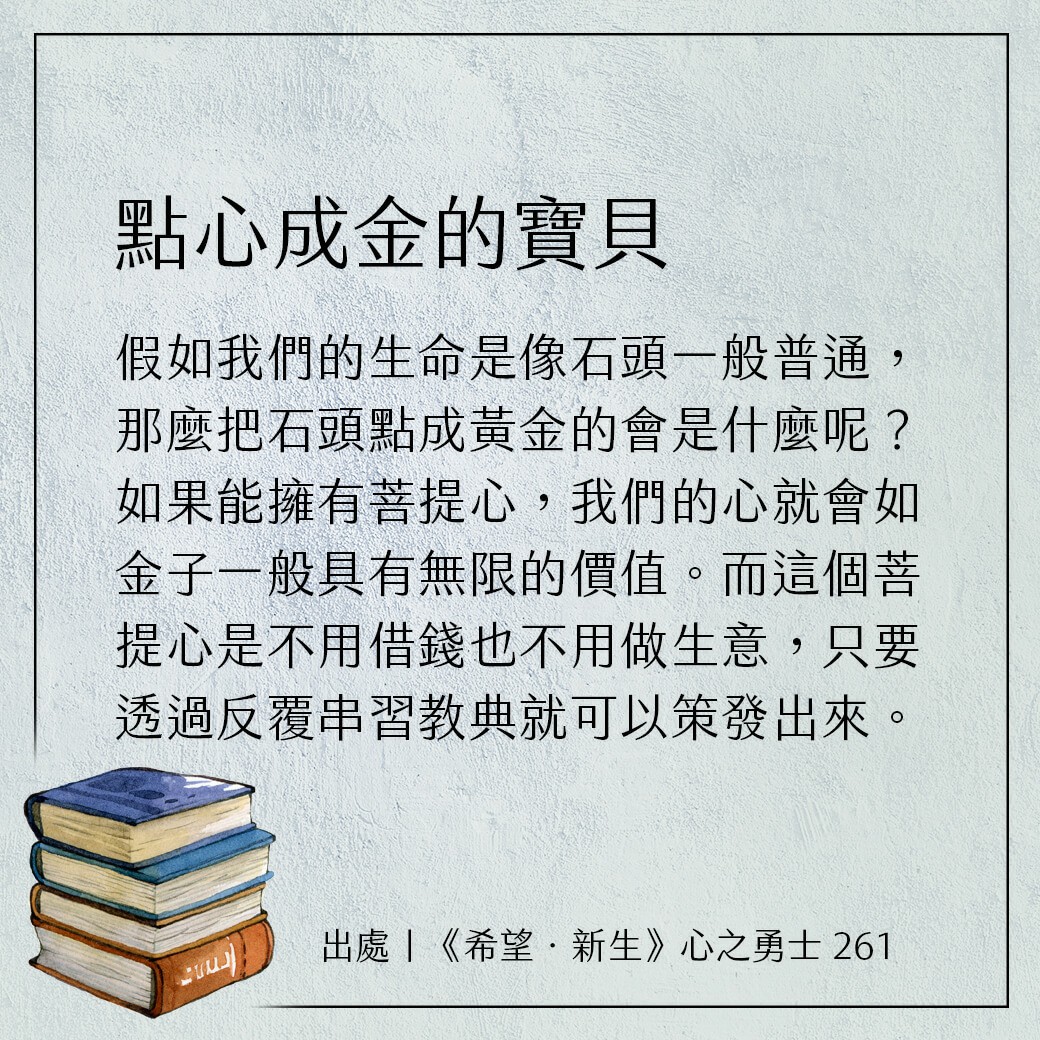 點心成金的寶貝
假如我們的生命是像石頭一般普通，
那麼把石頭點成黃金的會是什麼呢？
如果能擁有菩提心，我們的心就會如
金子一般具有無限的價值。而這個菩
提心是不用借錢也不用做生意，只要
透過反覆串習教典就可以策發出來。
出處｜《希望．新生》心之勇士 261